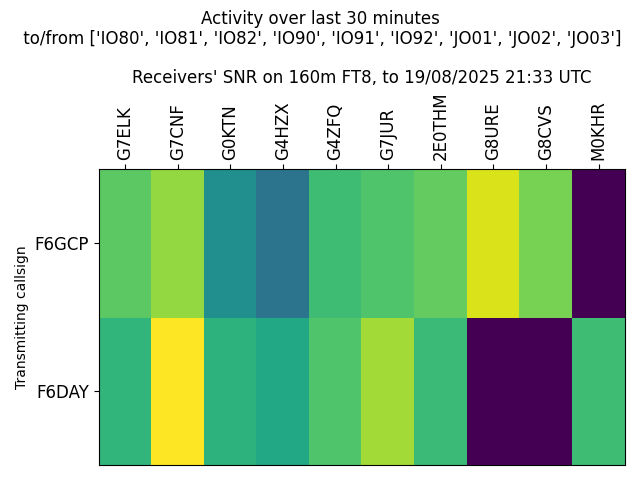 Activity over last 30 minutes
to/from ['IO80', 'IO81', 'IO82', 'IO90', 'IO91', 'IO92', 'JO01', 'JO02', 'JO03']
Receivers' SNR on 160m FT8, to 19/08/2025 21:33 UTC
G7ELK
G7CNF
G0KTN
G4HZX
G4ZFQ
G7JUR
2E0THM
G8URE
G8CVS
M0KHR
Transmitting callsign
F6GCP
F6DAY